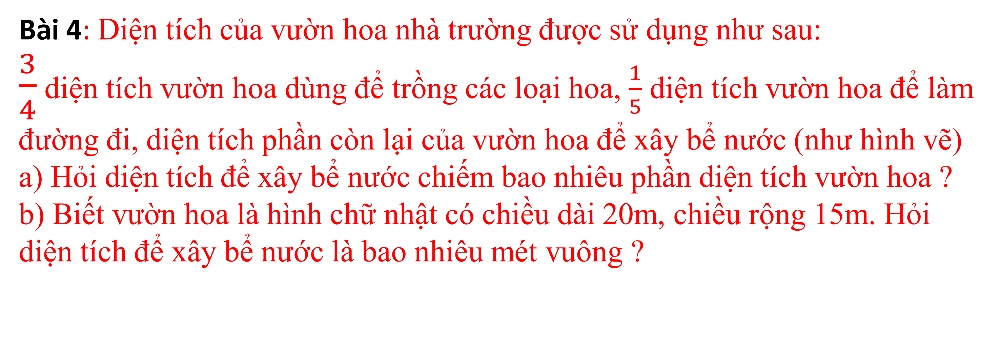 Bài 4: Diện tích của vườn hoa nhà trường được sử dụng như sau:
3/4 diện tích vườn hoa dùng để trồng các loại hoa, 1/5 diện tích vườn hoa để làm
đường đi, diện tích phần còn lại của vườn hoa để xây bể nước (như hình vẽ)
a) Hỏi diện tích để xây bể nước chiếm bao nhiêu phần diện tích vườn hoa ?
b) Biết vườn hoa là hình chữ nhật có chiều dài 20m, chiều rộng 15m. Hỏi
diện tích để xây bể nước là bao nhiêu mét vuông ?